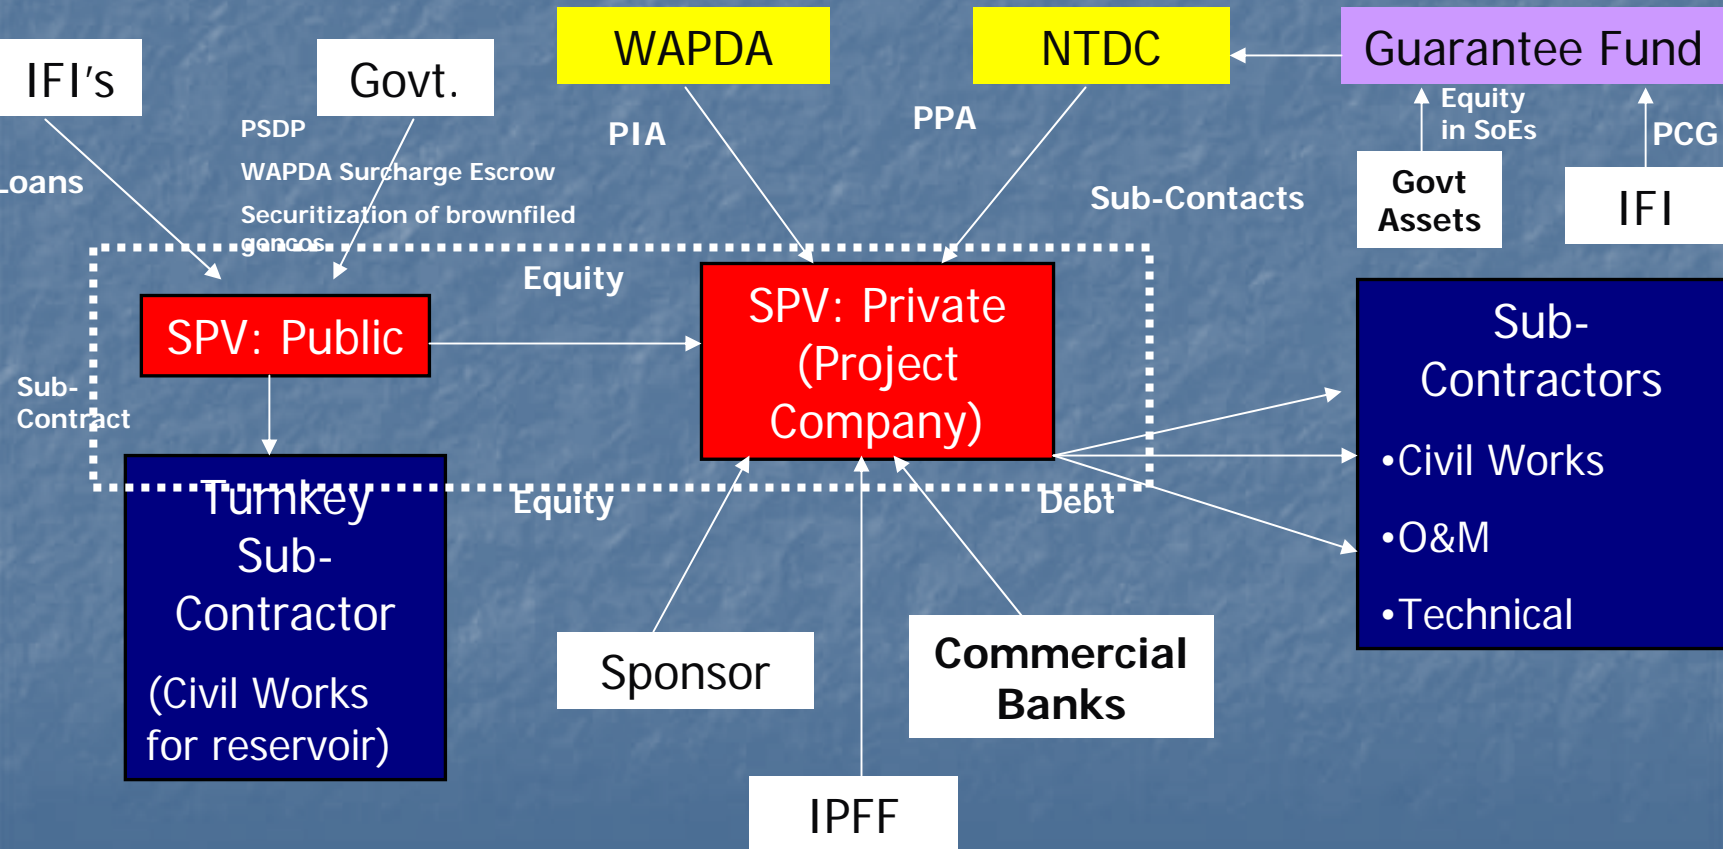 WAPDA
NTDC
Guarantee Fund
IFI's
Govt.
PSDP
WAPDA Surcharge Escrow
Securitization of brownfiled
gencos
Loans
PIA
PPA
Equity
in SoEs
PCG
Govt
Assets
IFI
Sub-Contacts
Equity
SPV: Public
SPV: Private
(Project
Company)
Sub-
Contract
Sub-
Contractors
•Civil Works
•O&M
•Technical
Turnkey
Sub-
Contractor
(Civil Works
for reservoir)
Equity
Debt
Sponsor
Commercial
Banks
IPFF